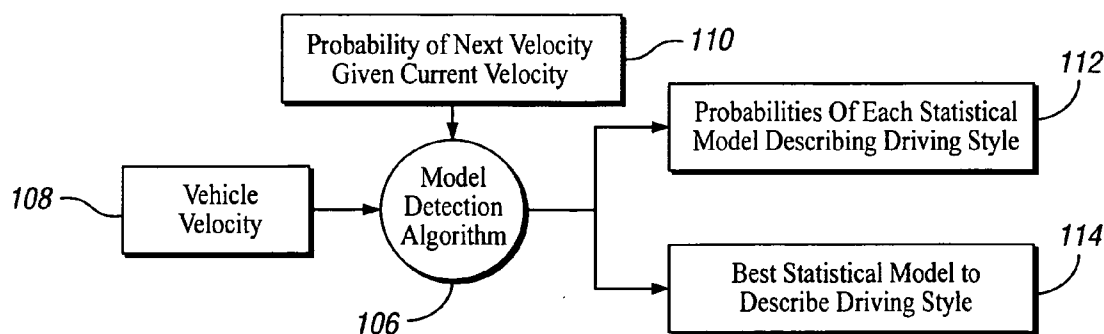 Probability of Next Velocity
Given Current Velocity
110
112
Probabilities Of Each Statistical
Model Describing Driving Style
108
Vehicle
Velocity
Model
Detection
Algorithm
106
114
Best Statistical Model to
Describe Driving Style